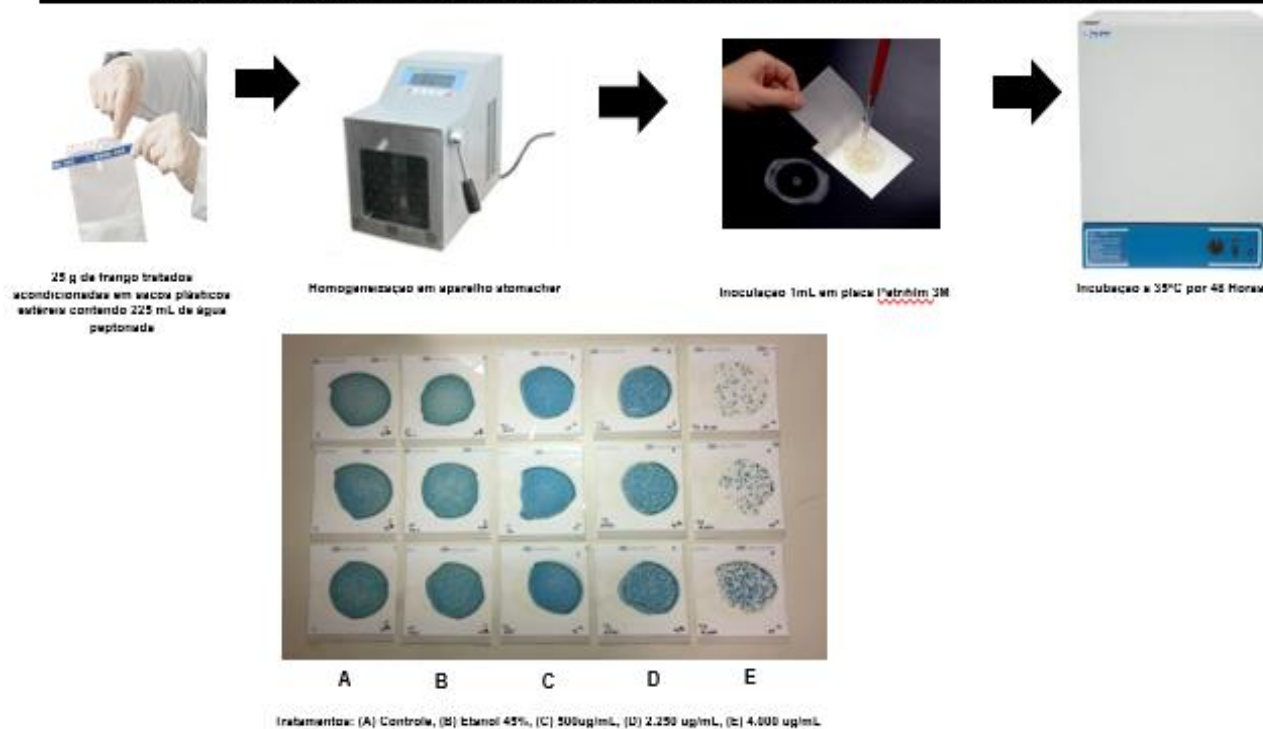 25 g de frango tratados
acondicionadas em sacos plásticos
estéreis contendo 225 mL de água
peptonada
Homogeneização em aparelho stomacher
Inoculação 1mL em placa Petrifilm 3M
Incubação a 35ºC por 48 Horas
A B C D E
Tratamentos: (A) Controle, (B) Etanol 45%, (C) 500ug/mL, (D) 2.250 ug/mL, (E) 4.000 ug/mL